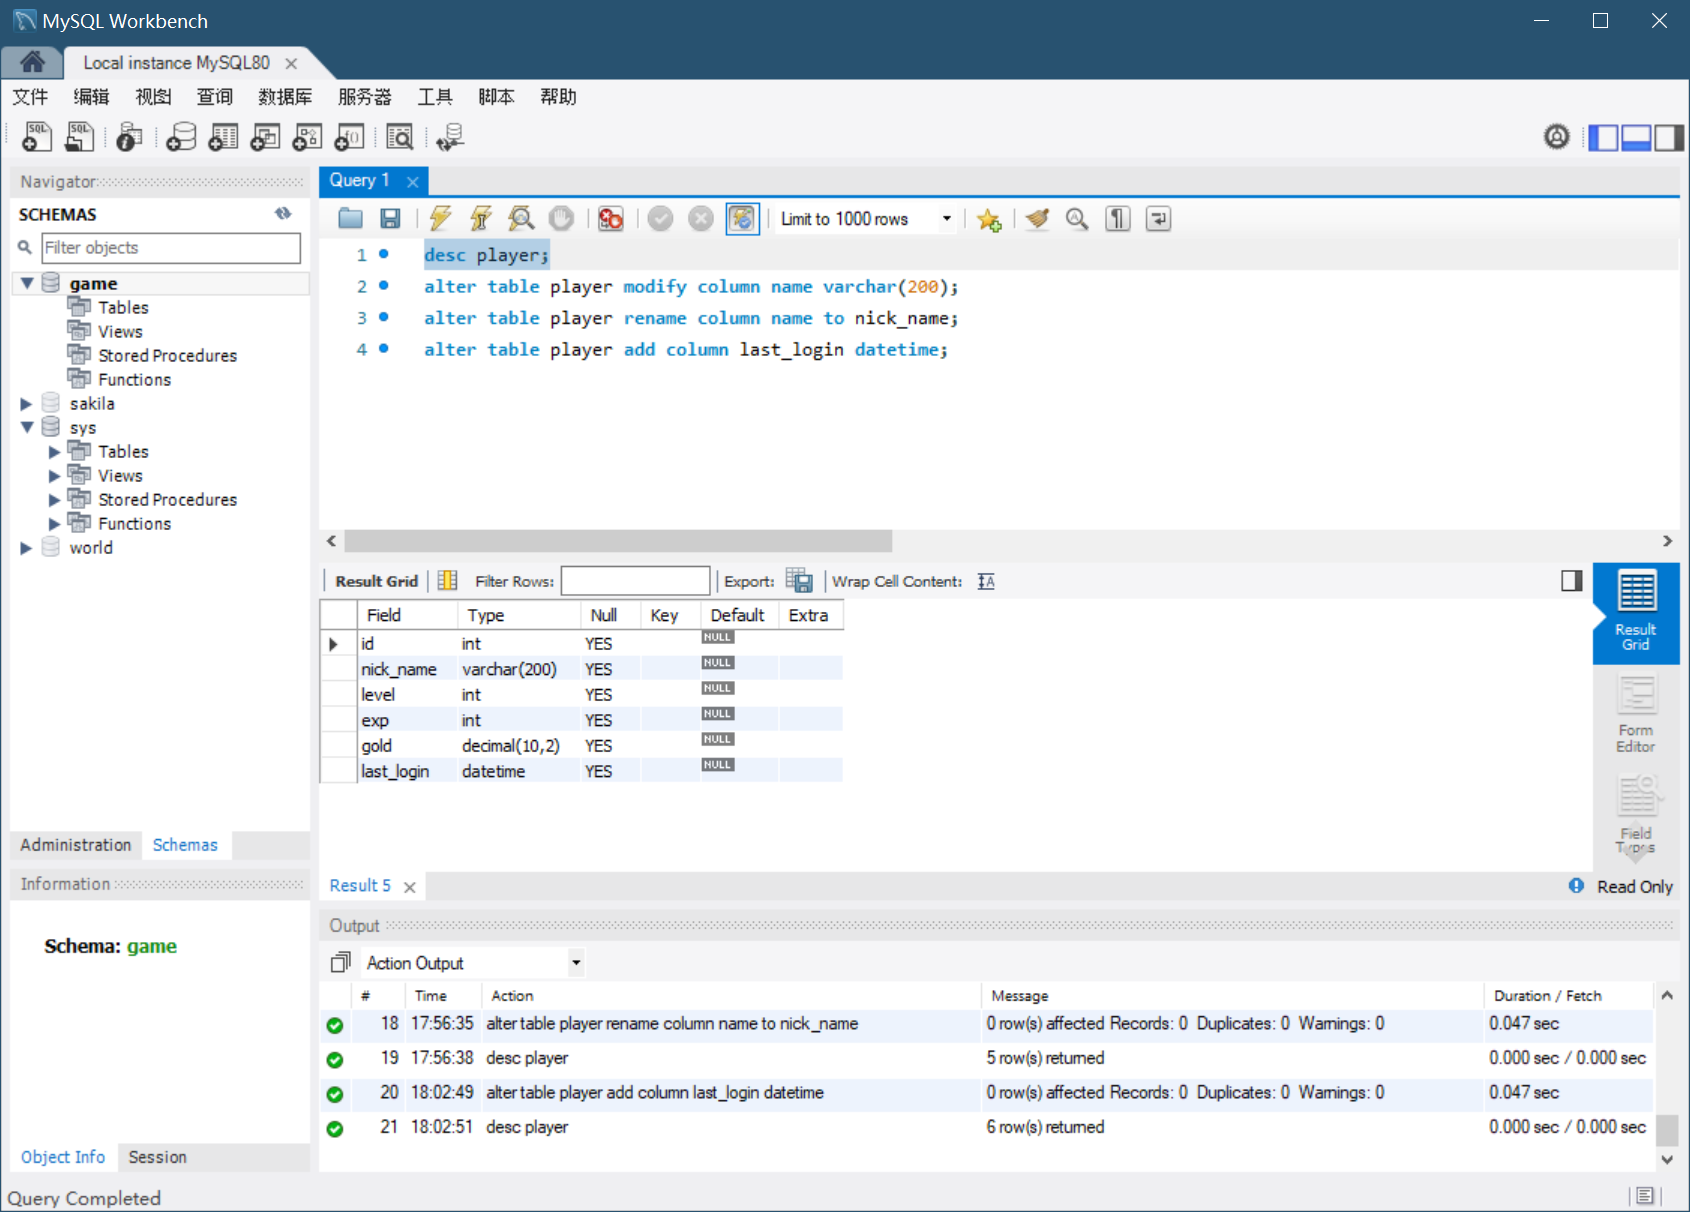 MySQL Workbench
Local instance MySQL80
文件 编辑 视图 查询 数据库 服务器 工具 脚本 帮助
Navigator
SCHEMAS
Filter objects
game
Tables
Views
Stored Procedures
Functions
sakila
sys
Tables
Views
Stored Procedures
Functions
world
Administration Schemas
Information
Schema: game
Object Info Session
Query 1
Limit to 1000 rows
1 desc player;
2 alter table player modify column name varchar(200);
3 alter table player rename column name to nick_name;
4 alter table player add column last_login datetime;
Result Grid Filter Rows: Export: Wrap Cell Content:
Field Type Null Key Default Extra
id int YES NULL
nick_name varchar(200) YES NULL
level int YES NULL
exp int YES NULL
gold decimal(10,2) YES NULL
last_login datetime YES NULL
Result
Grid
Form
Editor
Field
Types
Result 5
Read Only
Output
Action Output
# Time Action Message Duration / Fetch
18 17:56:35 alter table player rename column name to nick_name 0 row(s) affected Records: 0 Duplicates: 0 Warnings: 0 0.047 sec
19 17:56:38 desc player 5 row(s) returned 0.000 sec / 0.000 sec
20 18:02:49 alter table player add column last_login datetime 0 row(s) affected Records: 0 Duplicates: 0 Warnings: 0 0.047 sec
21 18:02:51 desc player 6 row(s) returned 0.000 sec / 0.000 sec
Query Completed